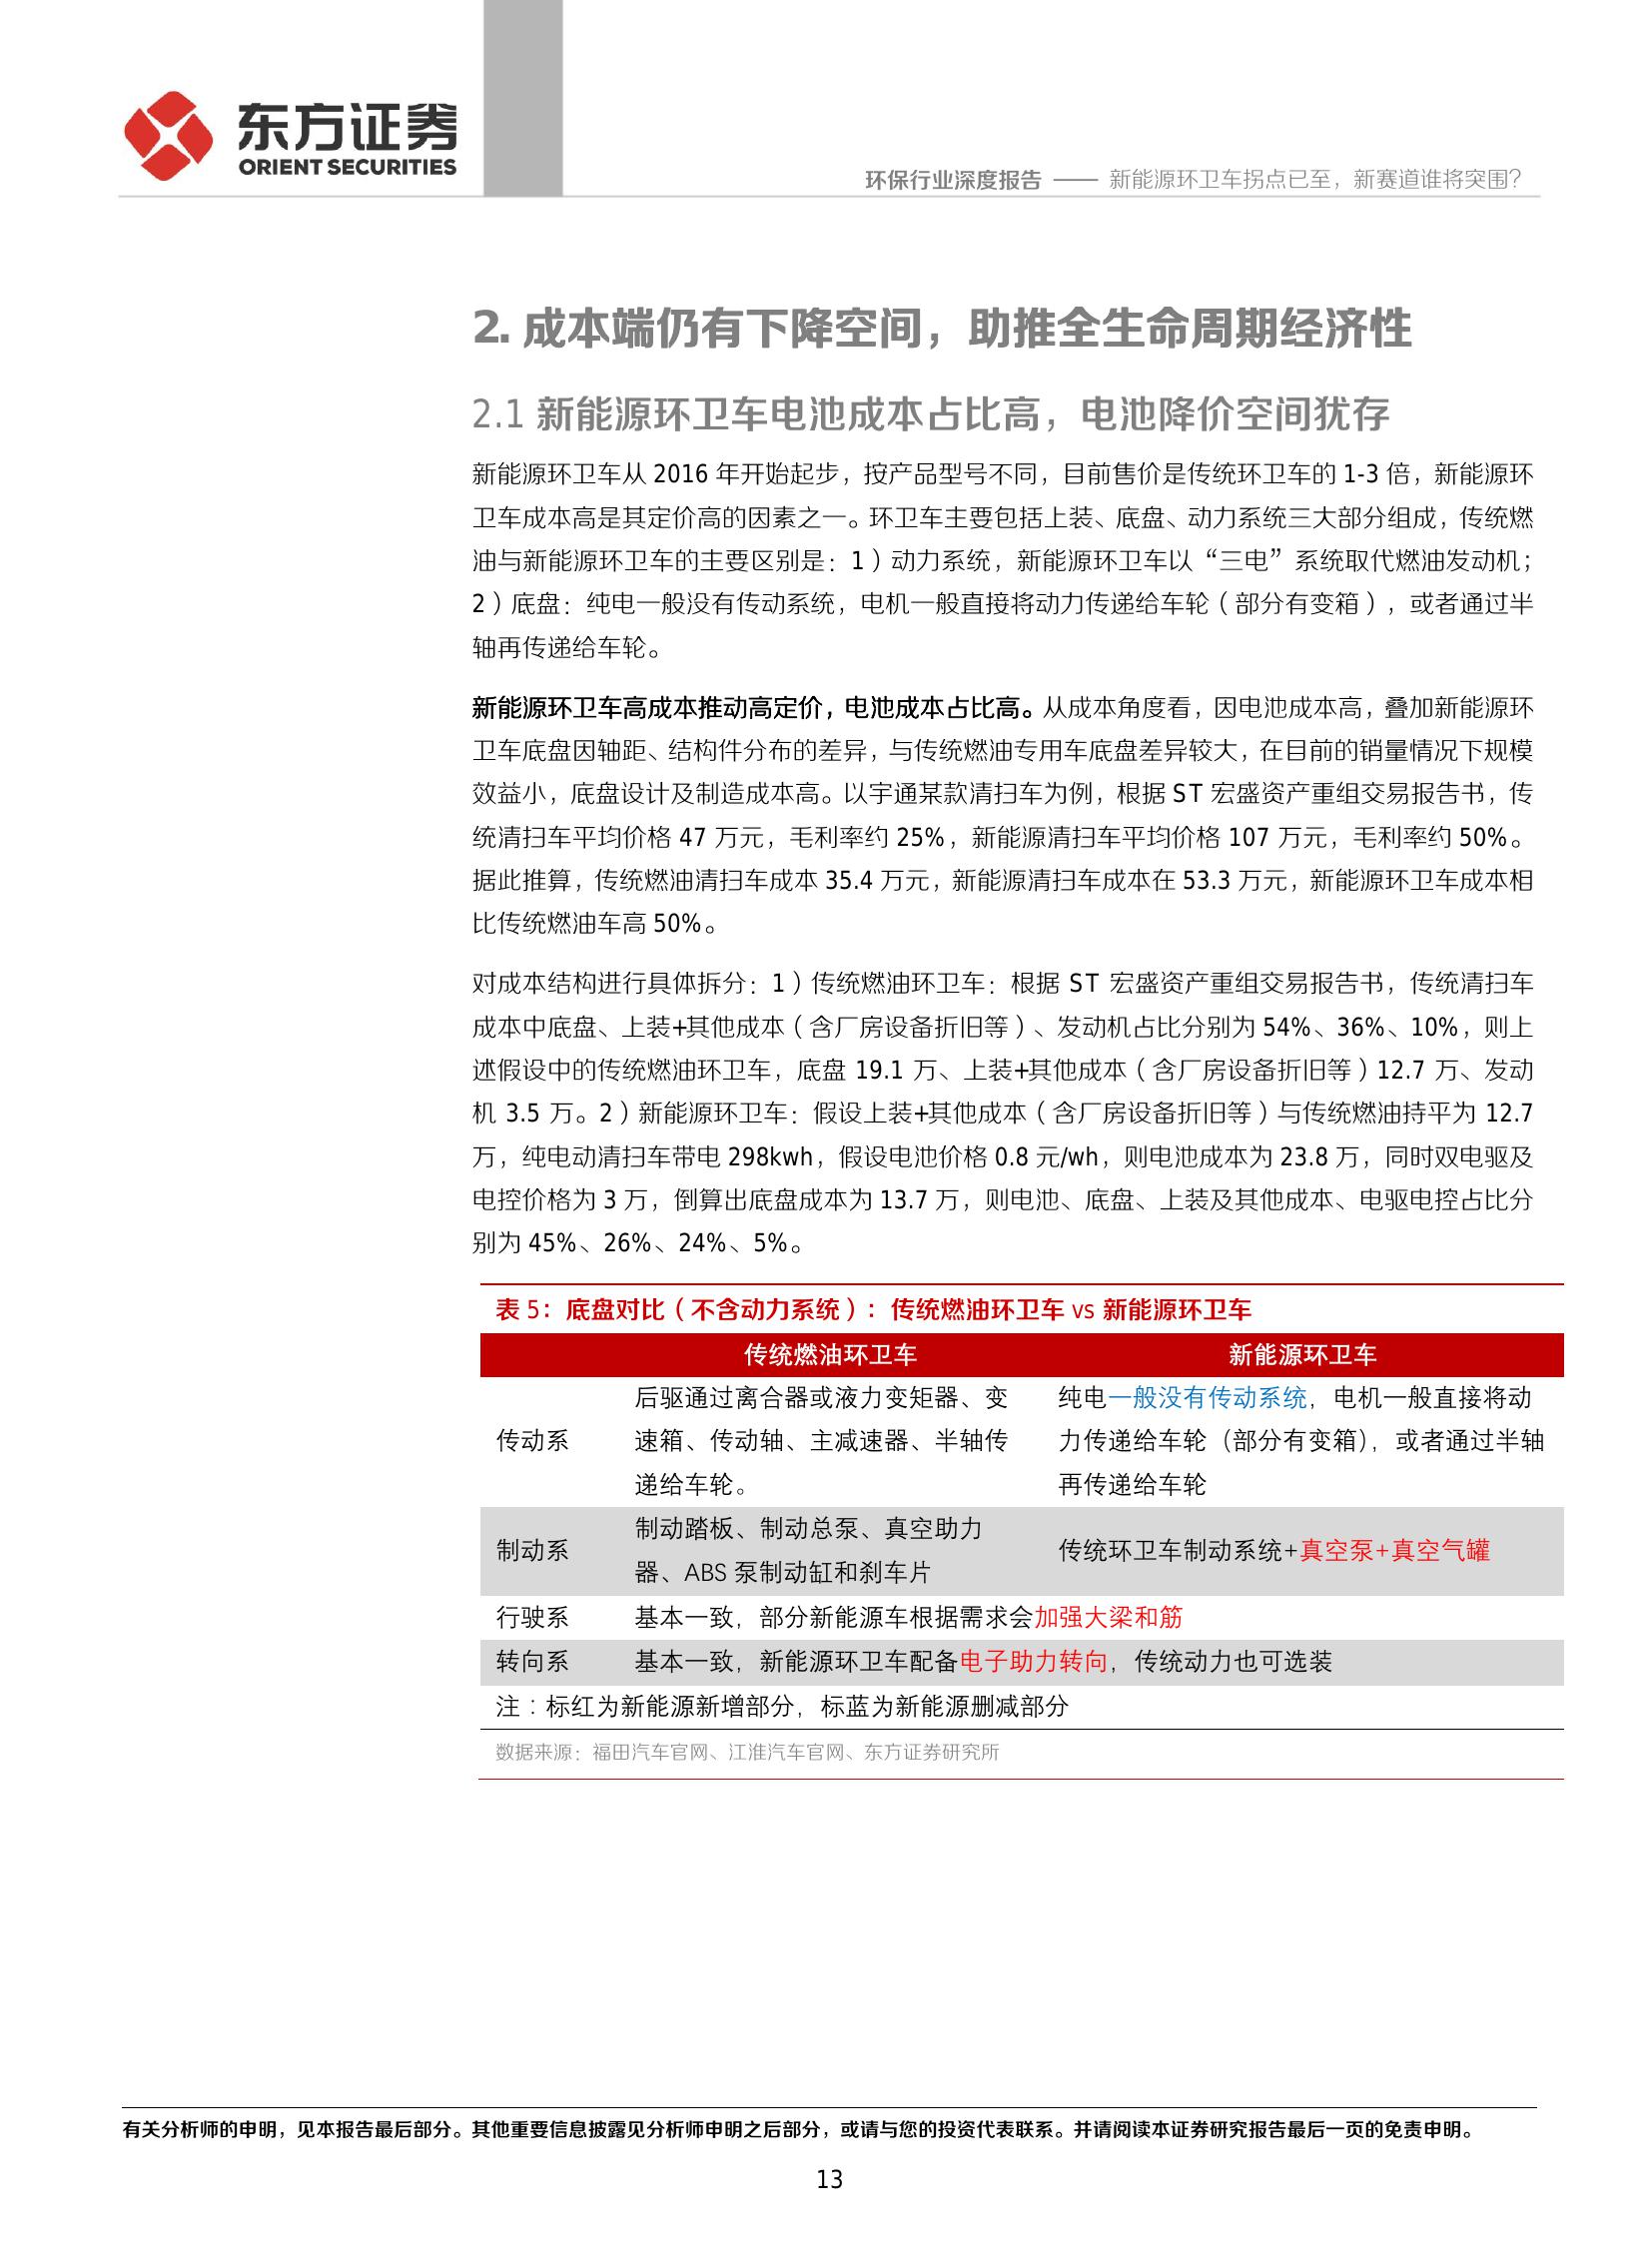 东方证券
ORIENT SECURITIES
环保行业深度报告 —— 新能源环卫车拐点已至，新赛道谁将突围？
2. 成本端仍有下降空间，助推全生命周期经济性
2.1 新能源环卫车电池成本占比高，电池降价空间犹存
新能源环卫车从 2016 年开始起步，按产品型号不同，目前售价是传统环卫车的 1-3 倍，新能源环
卫车成本高是其定价高的因素之一。环卫车主要包括上装、底盘、动力系统三大部分组成，传统燃
油与新能源环卫车的主要区别是：1）动力系统，新能源环卫车以“三电”系统取代燃油发动机；
2）底盘：纯电一般没有传动系统，电机一般直接将动力传递给车轮（部分有变箱），或者通过半
轴再传递给车轮。
新能源环卫车高成本推动高定价，电池成本占比高。从成本角度看，因电池成本高，叠加新能源环
卫车底盘因轴距、结构件分布的差异，与传统燃油专用车底盘差异较大，在目前的销量情况下规模
效益小，底盘设计及制造成本高。以宇通某款清扫车为例，根据 ST 宏盛资产重组交易报告书，传
统清扫车平均价格 47 万元，毛利率约 25%，新能源清扫车平均价格 107 万元，毛利率约 50%。
据此推算，传统燃油清扫车成本 35.4 万元，新能源清扫车成本在 53.3 万元，新能源环卫车成本相
比传统燃油车高 50%。
对成本结构进行具体拆分：1）传统燃油环卫车：根据 ST 宏盛资产重组交易报告书，传统清扫车
成本中底盘、上装+其他成本（含厂房设备折旧等）、发动机占比分别为 54%、36%、10%，则上
述假设中的传统燃油环卫车，底盘 19.1 万、上装+其他成本（含厂房设备折旧等）12.7 万、发动
机 3.5 万。2）新能源环卫车：假设上装+其他成本（含厂房设备折旧等）与传统燃油持平为 12.7
万，纯电动清扫车带电 298kwh，假设电池价格 0.8 元/wh，则电池成本为 23.8 万，同时双电驱及
电控价格为 3 万，倒算出底盘成本为 13.7 万，则电池、底盘、上装及其他成本、电驱电控占比分
别为 45%、26%、24%、5%。
表 5：底盘对比（不含动力系统）：传统燃油环卫车 vs 新能源环卫车
传统燃油环卫车 新能源环卫车
传动系
后驱通过离合器或液力变矩器、变
速箱、传动轴、主减速器、半轴传
递给车轮。
纯电一般没有传动系统，电机一般直接将动
力传递给车轮（部分有变箱），或者通过半轴
再传递给车轮
制动系
制动踏板、制动总泵、真空助力
器、ABS 泵制动缸和刹车片
传统环卫车制动系统+真空泵+真空气罐
行驶系 基本一致，部分新能源车根据需求会加强大梁和筋
转向系 基本一致，新能源环卫车配备电子助力转向，传统动力也可选装
注：标红为新能源新增部分，标蓝为新能源删减部分
数据来源：福田汽车官网、江淮汽车官网、东方证券研究所
有关分析师的申明，见本报告最后部分。其他重要信息披露见分析师申明之后部分，或请与您的投资代表联系。并请阅读本证券研究报告最后一页的免责申明。
13